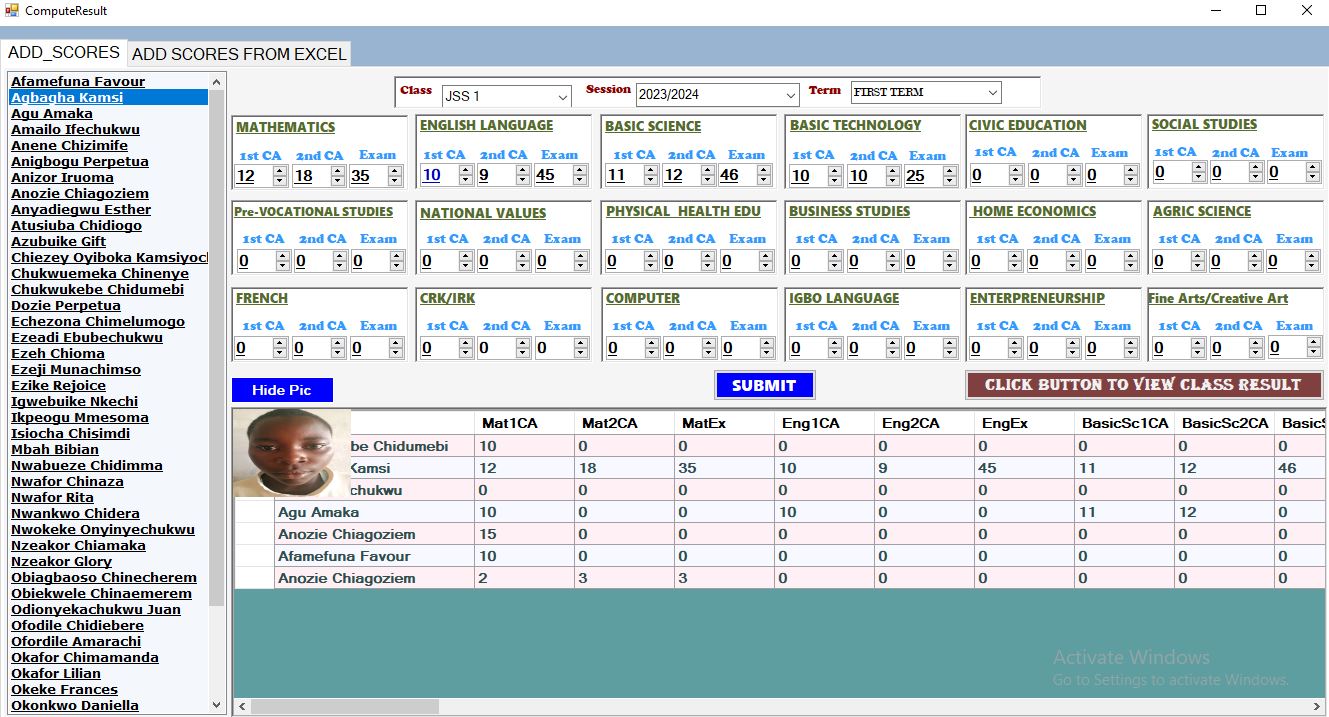 ComputeResult
ADD_SCORES ADD SCORES FROM EXCEL
Afamefuna Favour
Agbagha Kamsi
Agu Amaka
Amailo Ifechukwu
Anene Chizimife
Anigbogu Perpetua
Anizor Iruoma
Anozie Chiagoziem
Anyadiegwu Esther
Atusiuba Chidiogo
Azubuike Gift
Chiezey Oyiboka Kamsiyoch
Chukwuemeka Chinenye
Chukwukebe Chidumebi
Dozie Perpetua
Echezona Chimelumogo
Ezeadi Ebubechukwu
Ezeh Chioma
Ezeji Munachimso
Ezike Rejoice
Igwebuike Nkechi
Ikpeogu Mmesoma
Isiocha Chisimdi
Mbah Bibian
Nwabueze Chidimma
Nwafor Chinaza
Nwafor Rita
Nwankwo Chidera
Nwokeke Onyinyechukwu
Nzeakor Chiamaka
Nzeakor Glory
Obiagbaoso Chinecherem
Obiekwele Chinaemerem
Odionyekachukwu Juan
Ofodile Chidiebere
Ofordile Amarachi
Okafor Chimamanda
Okafor Lilian
Okeke Frances
Okonkwo Daniella
Class JSS 1 Session 2023/2024 Term FIRST TERM
MATHEMATICS ENGLISH LANGUAGE BASIC SCIENCE BASIC TECHNOLOGY CIVIC EDUCATION SOCIAL STUDIES
1st CA 2nd CA Exam 1st CA 2nd CA Exam 1st CA 2nd CA Exam 1st CA 2nd CA Exam 1st CA 2nd CA Exam 1st CA 2nd CA Exam
12 18 35 10 9 45 11 12 46 10 10 25 0 0 0 0 0 0
Pre-VOCATIONAL STUDIES NATIONAL VALUES PHYSICAL HEALTH EDU BUSINESS STUDIES HOME ECONOMICS AGRIC SCIENCE
1st CA 2nd CA Exam 1st CA 2nd CA Exam 1st CA 2nd CA Exam 1st CA 2nd CA Exam 1st CA 2nd CA Exam 1st CA 2nd CA Exam
0 0 0 0 0 0 0 0 0 0 0 0 0 0 0 0 0 0
FRENCH CRK/IRK COMPUTER IGBO LANGUAGE ENTERPRENEURSHIP Fine Arts/Creative Art
1st CA 2nd CA Exam 1st CA 2nd CA Exam 1st CA 2nd CA Exam 1st CA 2nd CA Exam 1st CA 2nd CA Exam 1st CA 2nd CA Exam
0 0 0 0 0 0 0 0 0 0 0 0 0 0 0 0 0 0
Hide Pic SUBMIT CLICK BUTTON TO VIEW CLASS RESULT
Mat1CA Mat2CA MatEx Eng1CA Eng2CA EngEx BasicSc1CA BasicSc2CA BasicS
be Chidumebi 10 0 0 0 0 0 0 0 0
Kamsi 12 18 35 10 9 45 11 12 46
chukwu 0 0 0 0 0 0 0 0 0
Agu Amaka 10 0 0 10 0 0 11 12 0
Anozie Chiagoziem 15 0 0 0 0 0 0 0 0
Afamefuna Favour 10 0 0 0 0 0 0 0 0
Anozie Chiagoziem 2 3 3 0 0 0 0 0 0
Activate Windows
Go to Settings to activate Windows.